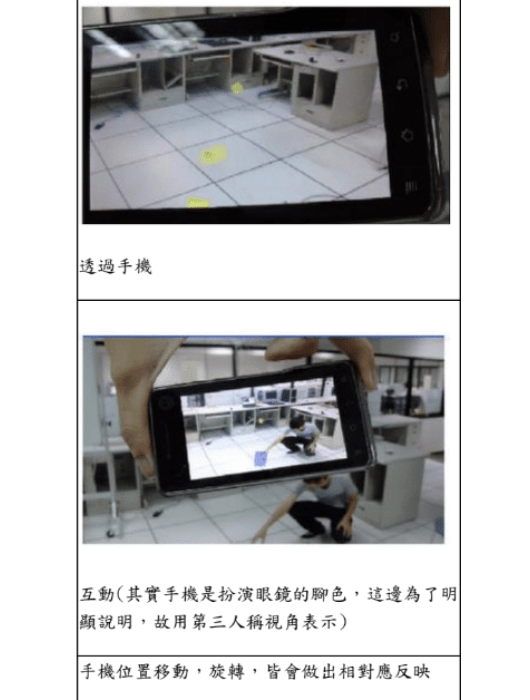 透過手機
互動(其實手機是扮演眼鏡的腳色，這邊為了明
顯說明，故用第三人稱視角表示)
手機位置移動，旋轉，皆會做出相對應反映